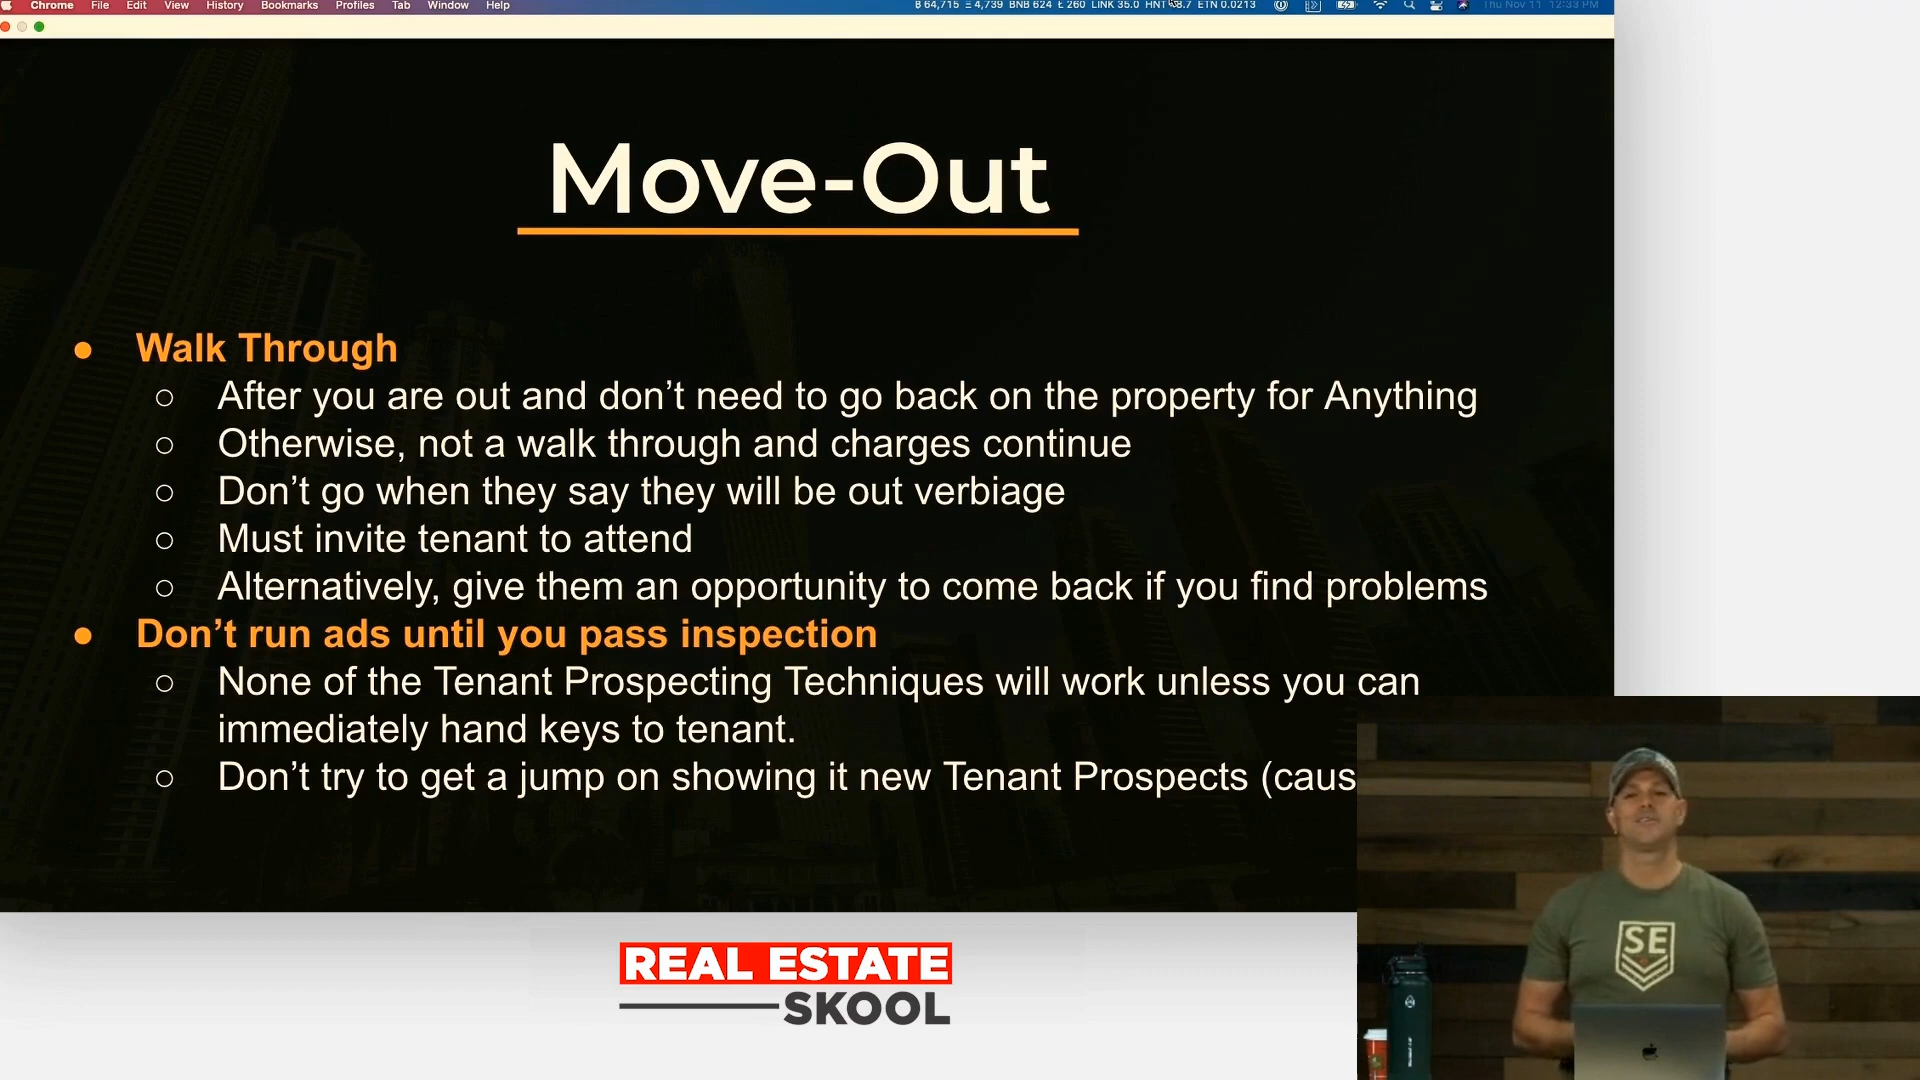 Chrome File Edit View History Bookmarks Profiles Tab Window Help
64,715 4,739 BNB 624 260 LINK 35.0 HNT ETN 0.0213 Thu Nov 11 12:33 PM
Move-Out
● Walk Through
○ After you are out and don’t need to go back on the property for Anything
○ Otherwise, not a walk through and charges continue
○ Don’t go when they say they will be out verbiage
○ Must invite tenant to attend
○ Alternatively, give them an opportunity to come back if you find problems
● Don’t run ads until you pass inspection
○ None of the Tenant Prospecting Techniques will work unless you can
immediately hand keys to tenant.
○ Don’t try to get a jump on showing it new Tenant Prospects (caus
SE
REAL ESTATE
SKOOL